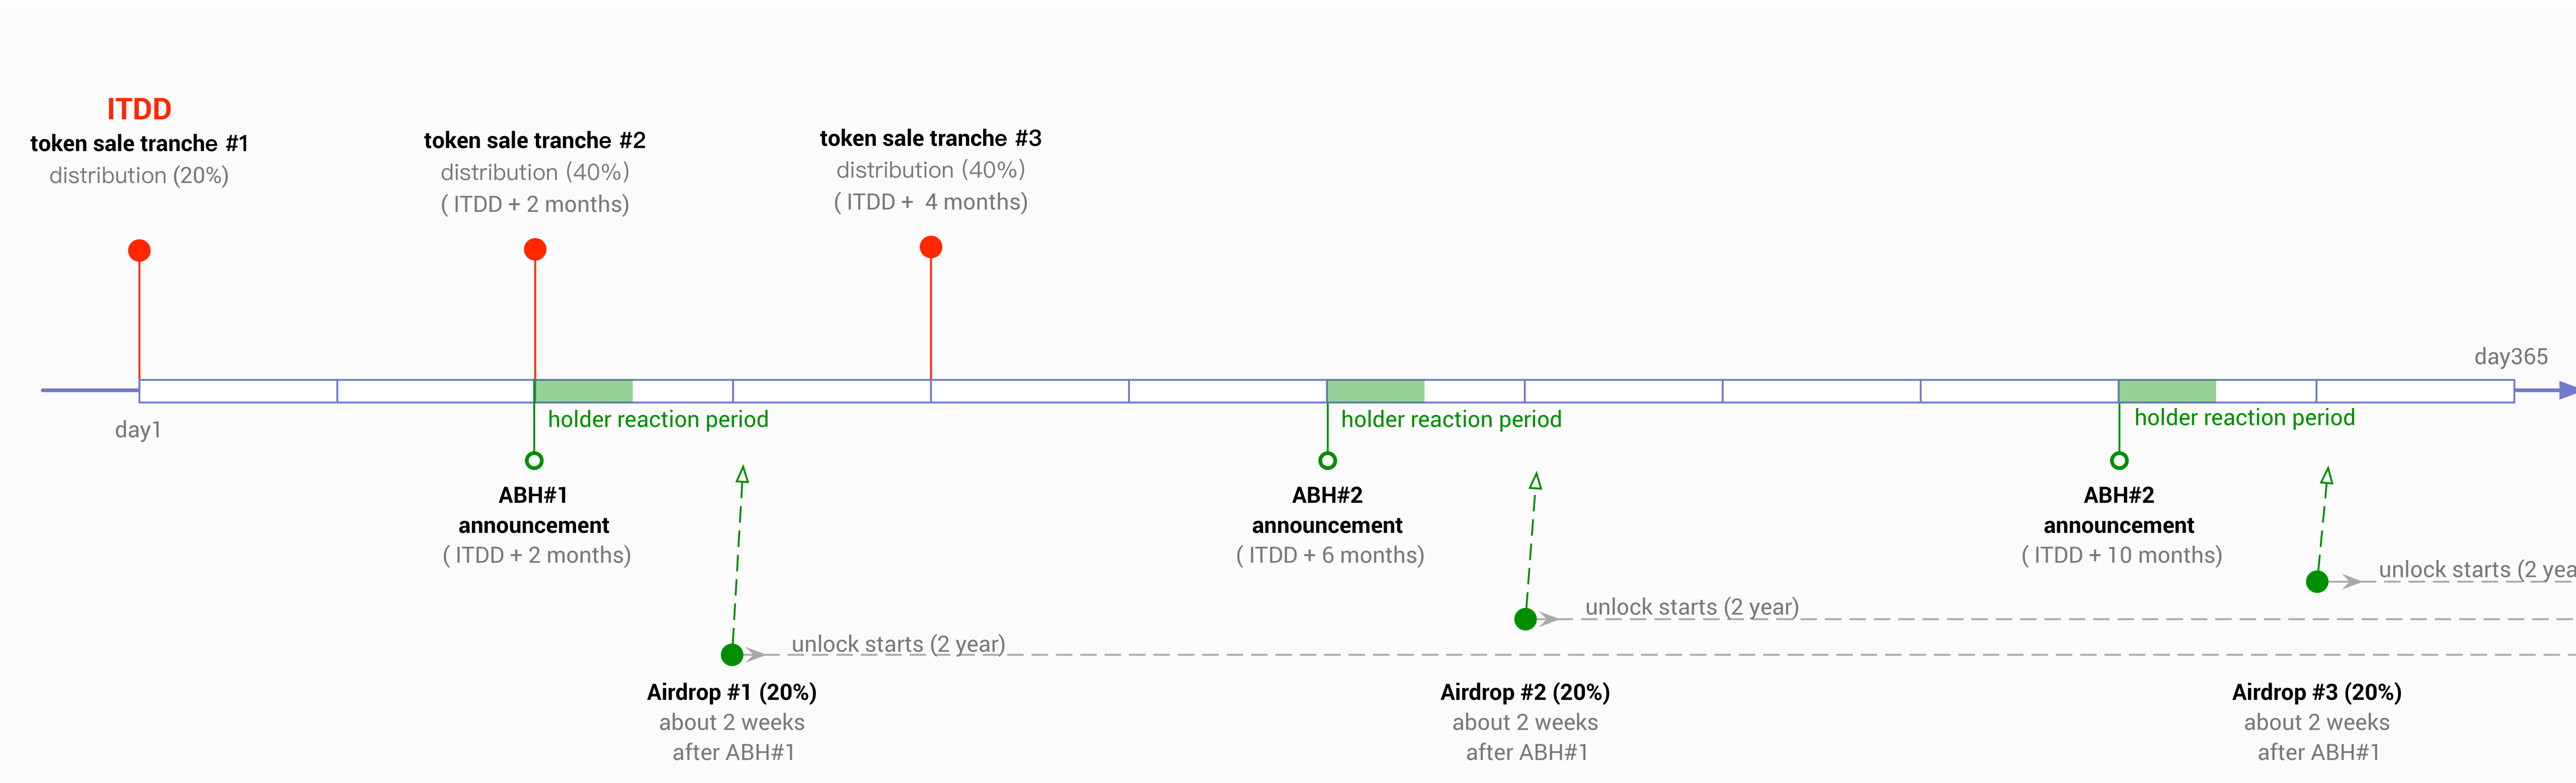 ITDD
token sale tranche #1
distribution (20%)
token sale tranche #2
distribution (40%)
( ITDD + 2 months)
token sale tranche #3
distribution (40%)
( ITDD +  4 months)
day365
day1
holder reaction period
holder reaction period
holder reaction period
ABH#1
announcement
( ITDD + 2 months)
ABH#2
announcement
( ITDD + 6 months)
ABH#2
announcement
( ITDD + 10 months)
unlock starts (2 yea
unlock starts (2 year)
unlock starts (2 year)
Airdrop #1 (20%)
about 2 weeks
after ABH#1
Airdrop #2 (20%)
about 2 weeks
after ABH#1
Airdrop #3 (20%)
about 2 weeks
after ABH#1